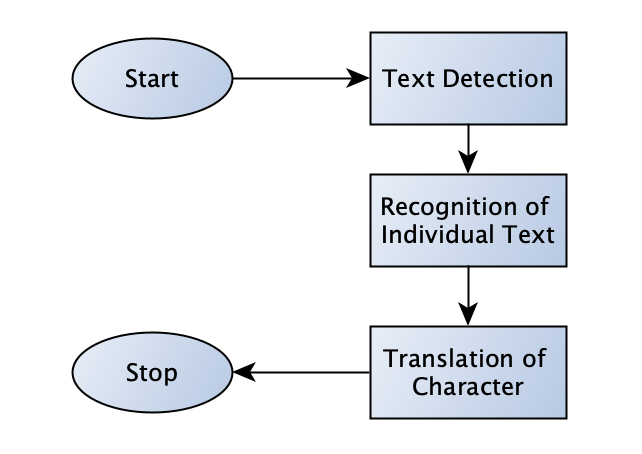 Start
Text Detection
Recognition of
Individual Text
Translation of
Character
Stop